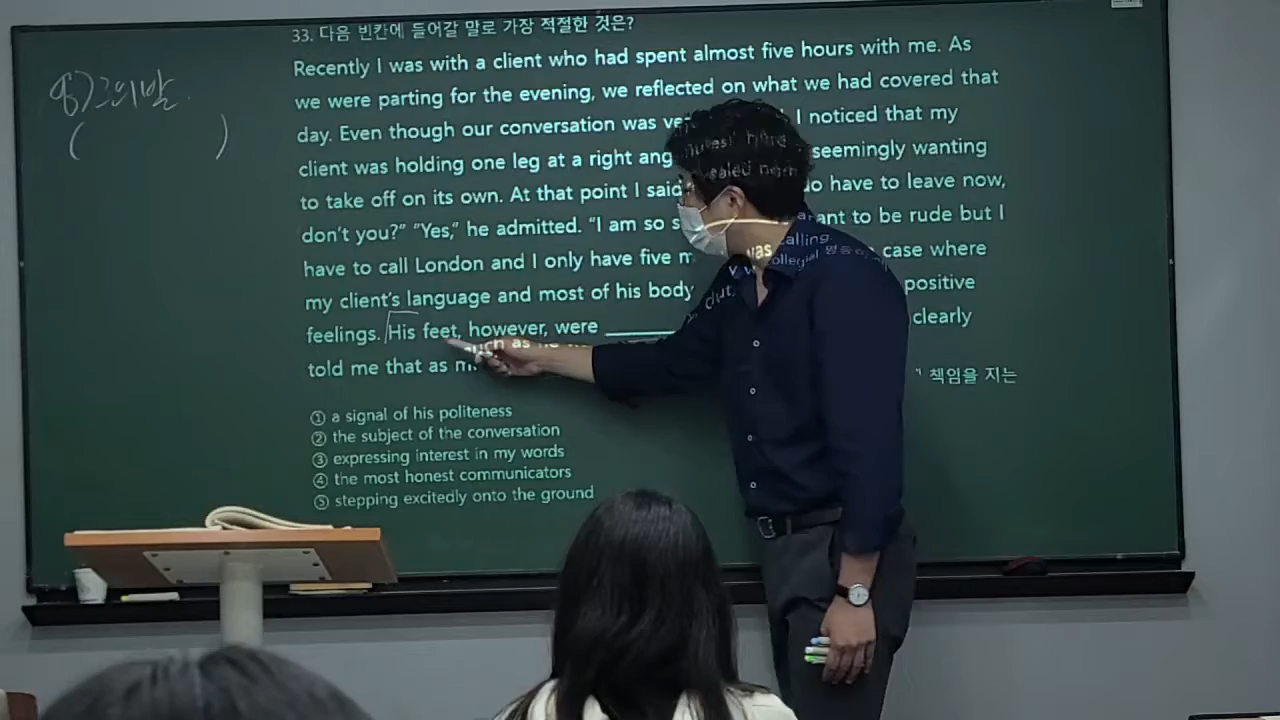 33. 다음 빈칸에 들어갈 말로 가장 적절한 것은?
Recently I was with a client who had spent almost five hours with me. As
we were parting for the evening, we reflected on what we had covered that
day. Even though our conversation was I noticed that my
client was holding one leg at a right seemingly wanting
to take off on its own. At that point I said have to leave now,
don't you?" "Yes," he admitted. "I am so to be rude but I
have to call London and I only have five case where
my client's language and most of his body positive
feelings. His feet, however, were ________ clearly
told me that as
" 책임을 지는
① a signal of his politeness
② the subject of the conversation
③ expressing interest in my words
④ the most honest communicators
⑤ stepping excitedly onto the ground
그의 발
( )